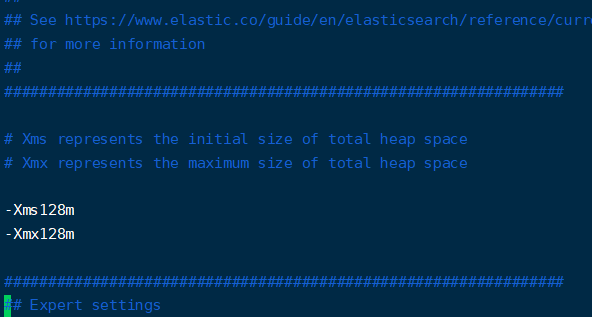 ##
## See https://www.elastic.co/guide/en/elasticsearch/reference/curre
## for more information
##
################################################################

# Xms represents the initial size of total heap space
# Xmx represents the maximum size of total heap space

-Xms128m
-Xmx128m

################################################################
## Expert settings